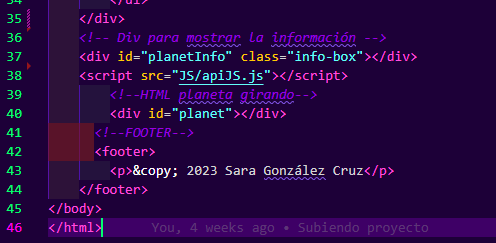 34 </ul>
35 </div>
36 <!-- Div para mostrar la información -->
37 <div id="planetInfo" class="info-box"></div>
38 <script src="JS/apiJS.js"></script>
39 <!--HTML planeta girando-->
40 <div id="planet"></div>
41 <!--FOOTER-->
42 <footer>
43 <p>&copy; 2023 Sara González Cruz</p>
44 </footer>
45 </body>
46 </html> You, 4 weeks ago • Subiendo proyecto